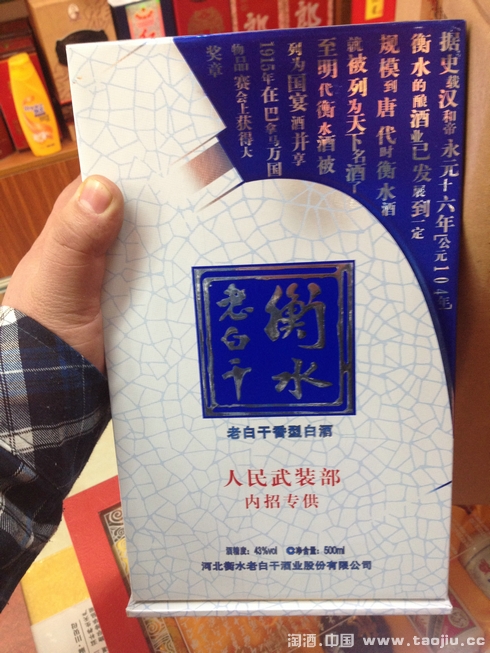 据史载汉和帝永元十六年[公元104年]
衡水的酿酒业已发展到一定
规模到唐代时衡水酒
就被列为天下名酒了
至明代衡水酒被
列为国宴酒并享
1915年在巴拿马万国
物品赛会上获得大
奖章
衡水
老白干
老白干香型白酒
人民武装部
内招专供
酒精度：43%vol 净含量：500ml
河北衡水老白干酒业股份有限公司
淘酒.中国 www.taojiu.cc